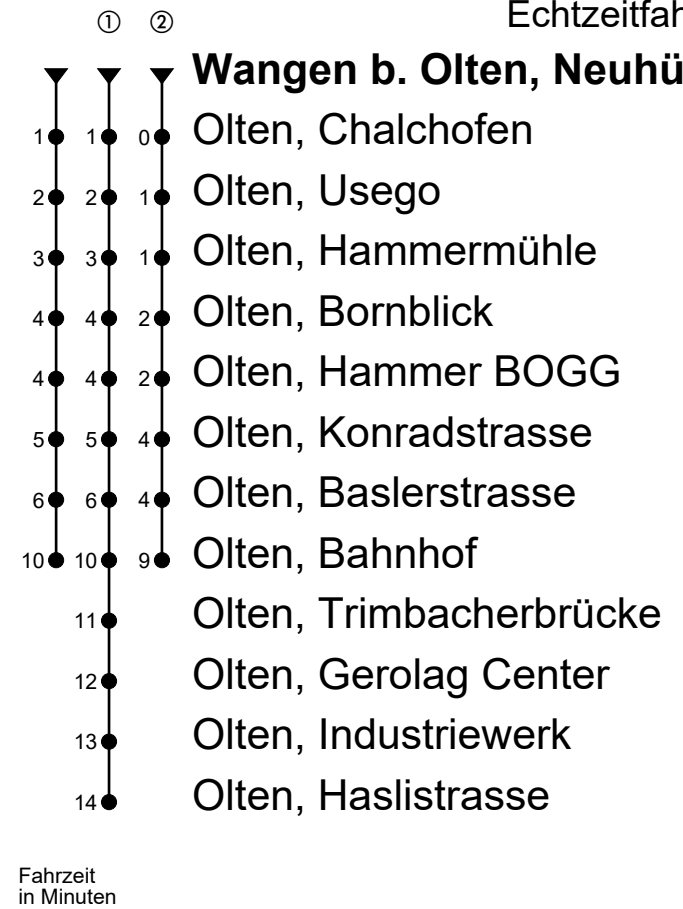 ① ② Echtzeitfah
Wangen b. Olten, Neuhü
1 1 0 Olten, Chalchofen
2 2 1 Olten, Usego
3 3 1 Olten, Hammermühle
4 4 2 Olten, Bornblick
4 4 2 Olten, Hammer BOGG
5 5 4 Olten, Konradstrasse
6 6 4 Olten, Baslerstrasse
10 10 9 Olten, Bahnhof
11 Olten, Trimbacherbrücke
12 Olten, Gerolag Center
13 Olten, Industriewerk
14 Olten, Haslistrasse
Fahrzeit
in Minuten